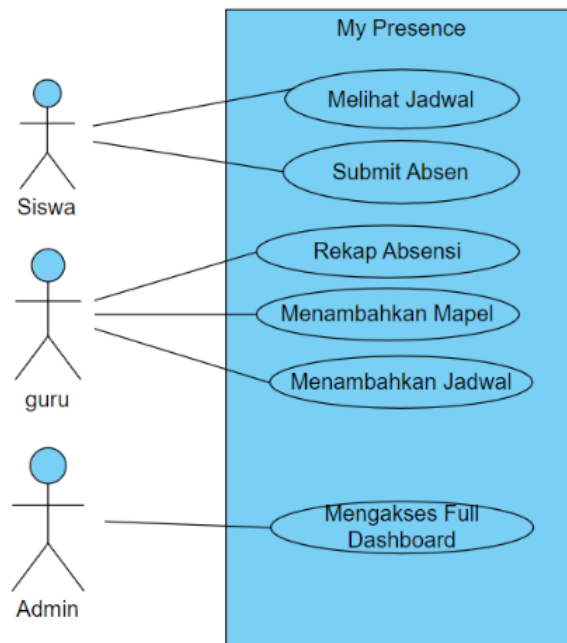 My Presence
Melihat Jadwal
Submit Absen
Siswa
Rekap Absensi
Menambahkan Mapel
Menambahkan Jadwal
guru
Mengakses Full
Dashboard
Admin